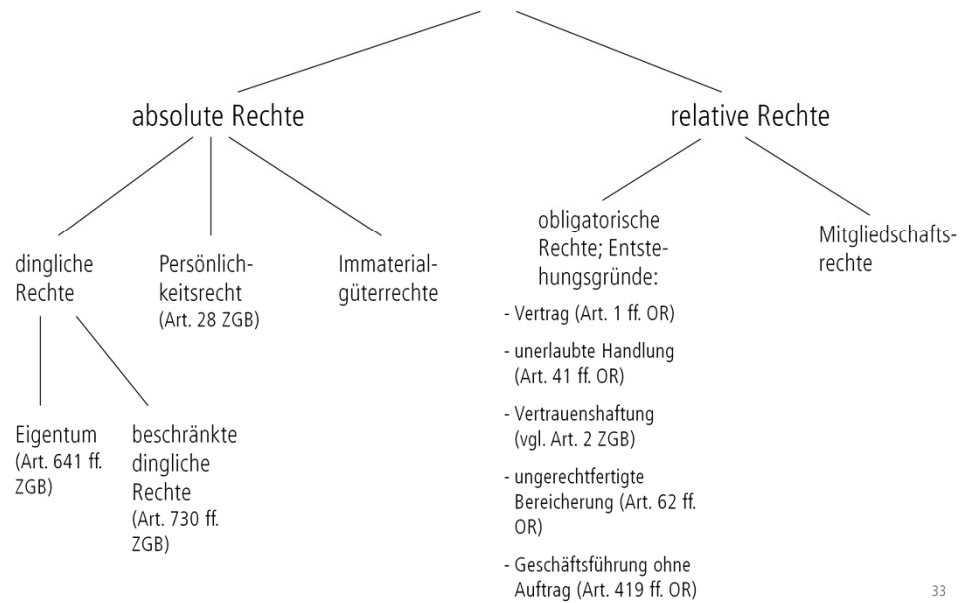 absolute Rechte
relative Rechte
dingliche
Rechte
Persönlich-
keitsrecht
(Art. 28 ZGB)
Immaterial-
güterrechte
obligatorische
Rechte; Entste-
hungsgründe:
Mitgliedschafts-
rechte
- Vertrag (Art. 1 ff. OR)
- unerlaubte Handlung
(Art. 41 ff. OR)
- Vertrauenshaftung
(vgl. Art. 2 ZGB)
- ungerechtfertigte
Bereicherung (Art. 62 ff.
OR)
- Geschäftsführung ohne
Auftrag (Art. 419 ff. OR)
Eigentum
(Art. 641 ff.
ZGB)
beschränkte
dingliche
Rechte
(Art. 730 ff.
ZGB)
33